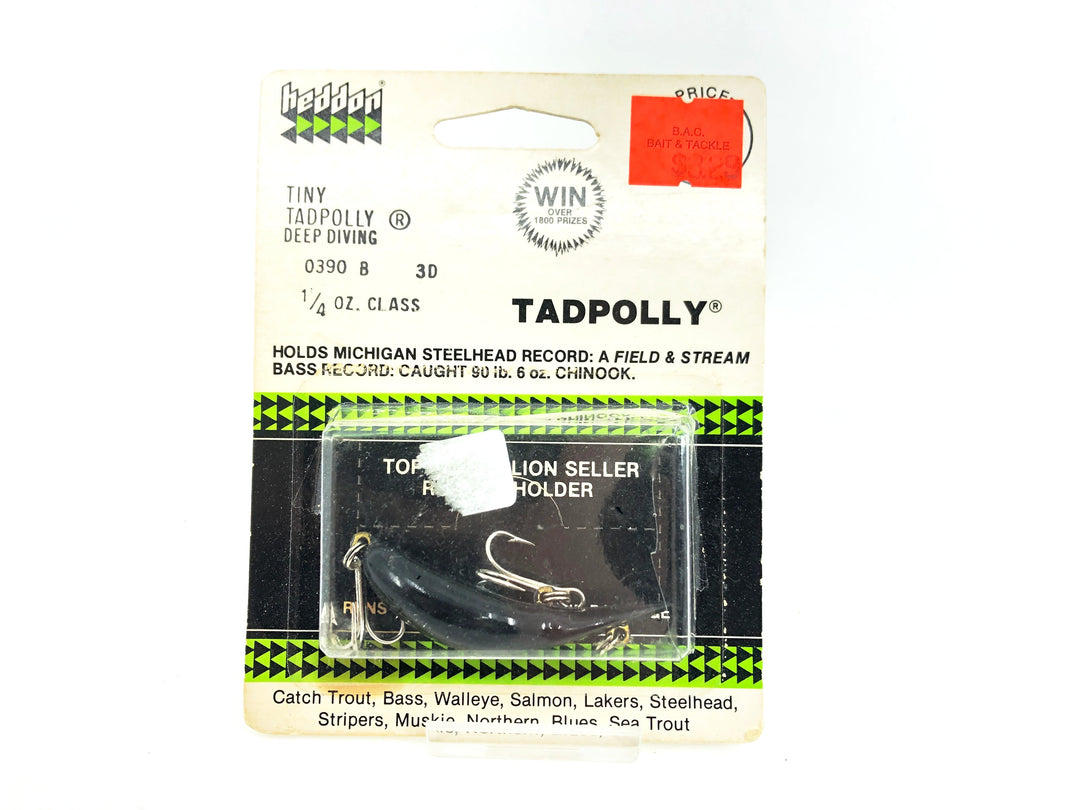 heddon®
PRICE
B.A.C.
BAIT & TACKLE
$3.29
TINY
TADPOLLY ®
DEEP DIVING
0390 B 3D
1/4 OZ. CLASS
WIN
OVER
1800 PRIZES
TADPOLLY®
HOLDS MICHIGAN STEELHEAD RECORD: A FIELD & STREAM
BASS RECORD: CAUGHT 90 lb. 6 oz. CHINOOK.
SELLER
HOLDER
Catch Trout, Bass, Walleye, Salmon, Lakers, Steelhead,
Stripers, Muskie, Northern, Blues, Sea Trout